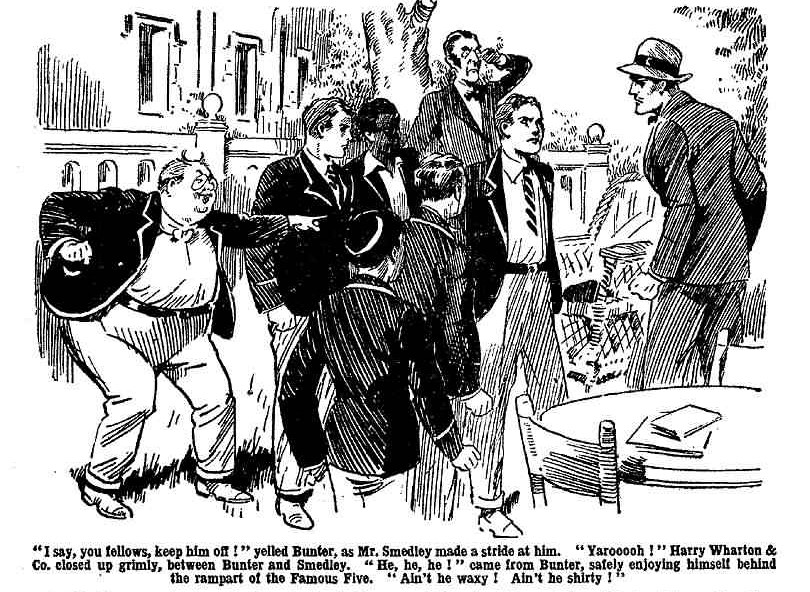 "I say, you fellows, keep him off!" yelled Bunter, as Mr. Smedley made a stride at him. "Yarooooh!" Harry Wharton &
Co. closed up grimly, between Bunter and Smedley. "He, he, he!" came from Bunter, safely enjoying himself behind
the rampart of the Famous Five. "Ain't he waxy! Ain't he shirty!"